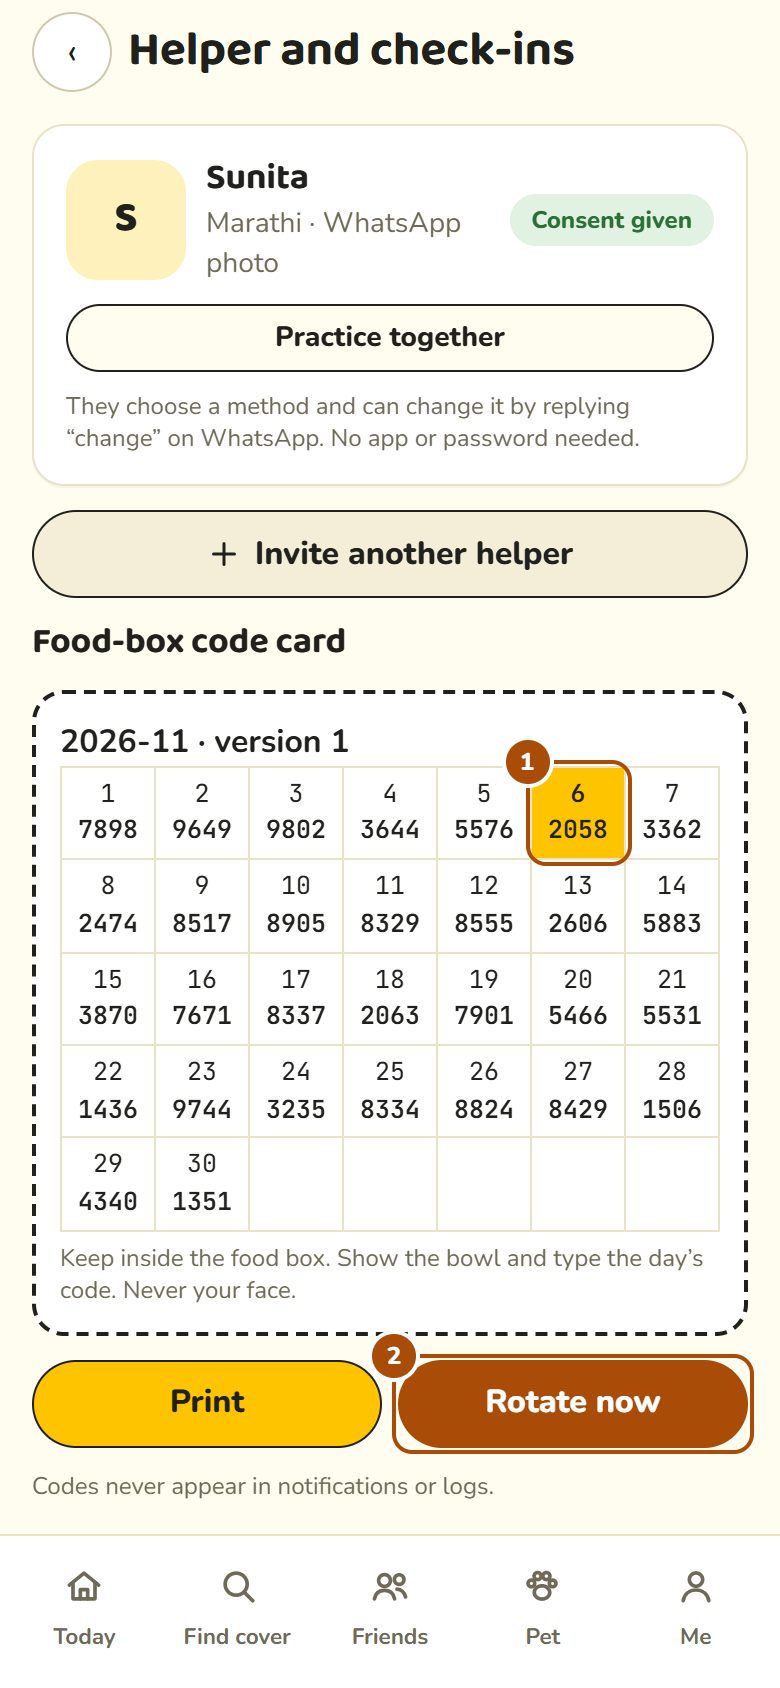 ‹ Helper and check-ins
S
Sunita
Marathi · WhatsApp
photo
Consent given
Practice together
They choose a method and can change it by replying
“change” on WhatsApp. No app or password needed.
+ Invite another helper
Food-box code card
2026-11 · version 1
1
1 2 3 4 5 6 7
7898 9649 9802 3644 5576 2058 3362
8 9 10 11 12 13 14
2474 8517 8905 8329 8555 2606 5883
15 16 17 18 19 20 21
3870 7671 8337 2063 7901 5466 5531
22 23 24 25 26 27 28
1436 9744 3235 8334 8824 8429 1506
29 30
4340 1351
Keep inside the food box. Show the bowl and type the day’s
code. Never your face.
2
Print Rotate now
Codes never appear in notifications or logs.
Today Find cover Friends Pet Me